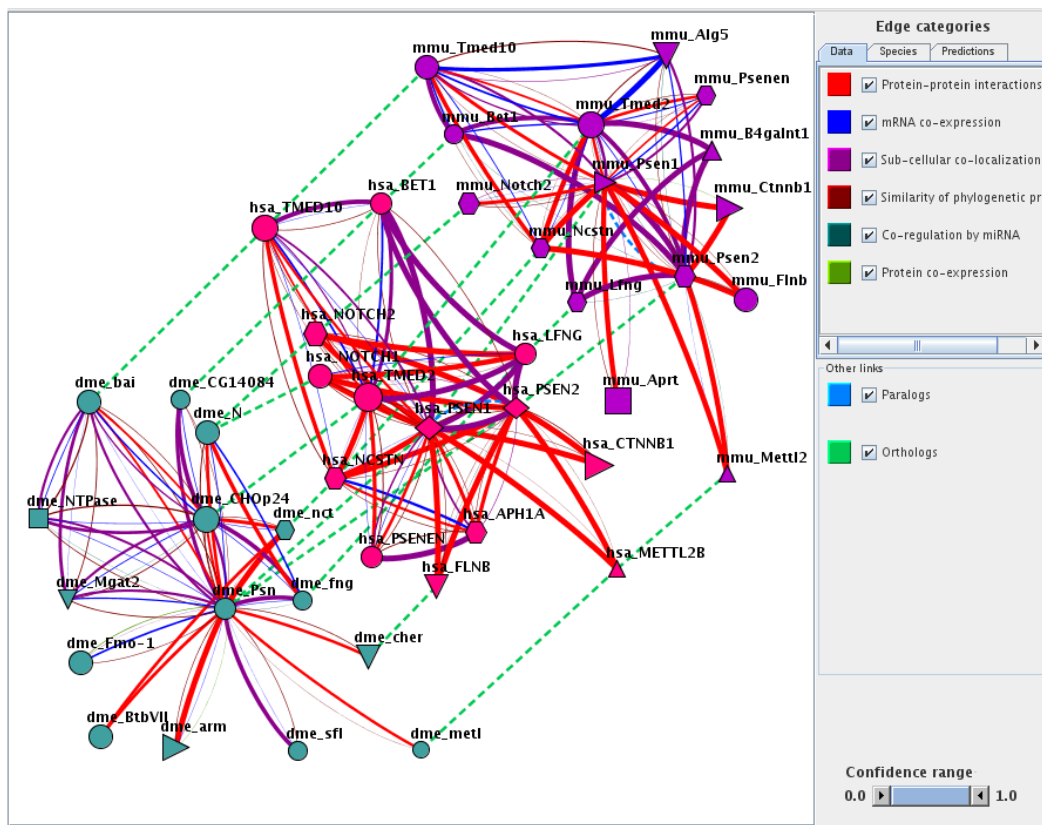 Edge categories
Data Species Predictions
Protein-protein interactions
mRNA co-expression
Sub-cellular co-localization
Similarity of phylogenetic pr
Co-regulation by miRNA
Protein co-expression
Other links
Paralogs
Orthologs
Confidence range
0.0 1.0
mmu_Alg5
mmu_Tmed10
mmu_Psenen
mmu_Tmed2
mmu_Bet1
mmu_B4galnt1
mmu_Psen1
hsa_BET1
mmu_Notch2
mmu_Ctnnb1
hsa_TMED10
mmu_Ncstn
mmu_Psen2
mmu_Lfng
mmu_Flnb
hsa_NOTCH2
hsa_LFNG
hsa_NOTCH1
dme_bai
hsa_TMED2
dme_CG14084
mmu_Aprt
hsa_PSEN2
dme_N
hsa_PSEN1
hsa_CTNNB1
hsa_NCSTN
mmu_Mettl2
dme_NTPase
dme_CHOp24
dme_nct
hsa_APH1A
hsa_PSENEN
hsa_METTL2B
hsa_FLNB
dme_Mgat2
dme_Psn
dme_fng
dme_Fmo-1
dme_cher
dme_BtbVII
dme_arm
dme_sfl
dme_metl